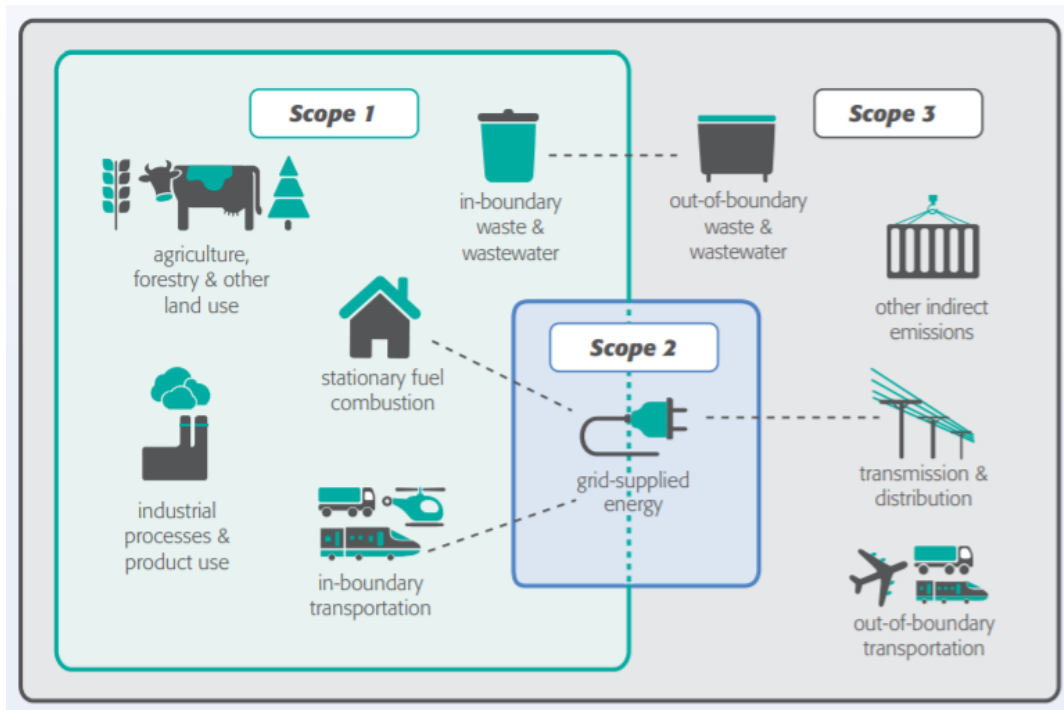 Scope 1
Scope 3
in-boundary
waste &
wastewater
out-of-boundary
waste &
wastewater
agriculture,
forestry & other
land use
other indirect
emissions
Scope 2
stationary fuel
combustion
grid-supplied
energy
transmission &
distribution
industrial
processes &
product use
in-boundary
transportation
out-of-boundary
transportation